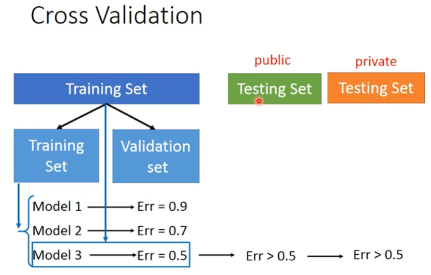 Cross Validation
public
private
Training Set
Testing Set
Testing Set
Training
Set
Validation
set
Model 1
Err = 0.9
Model 2
Err = 0.7
Model 3
Err = 0.5
Err > 0.5
Err > 0.5